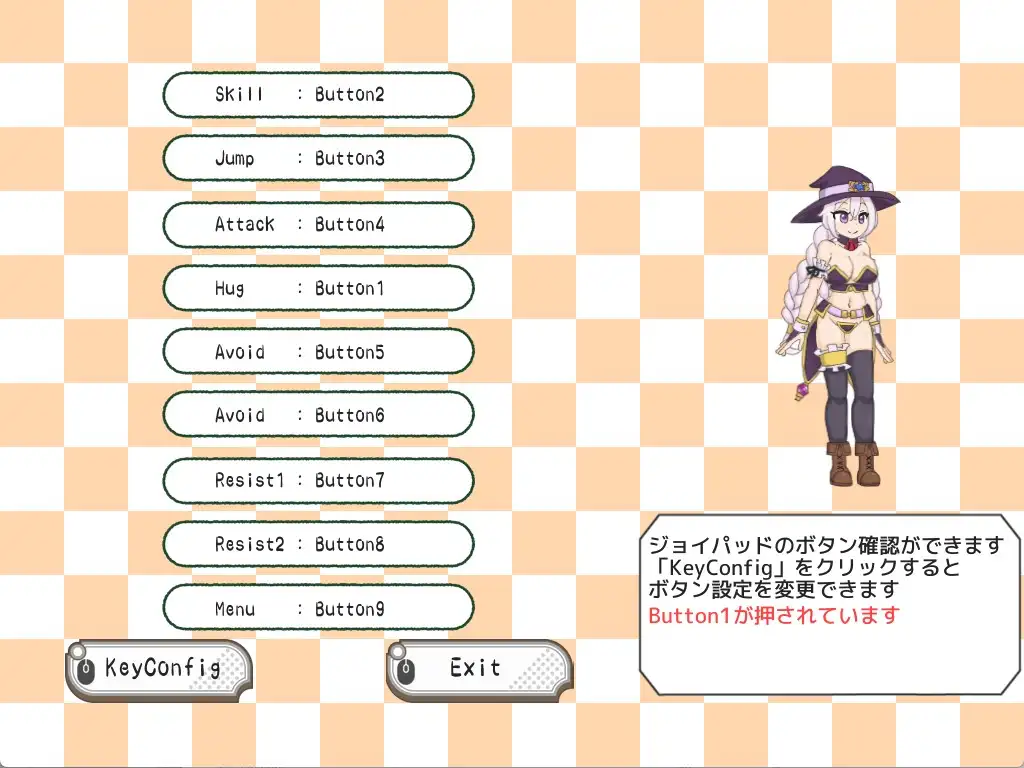 Skill : Button2
Jump : Button3
Attack : Button4
Hug : Button1
Avoid : Button5
Avoid : Button6
Resist1 : Button7
Resist2 : Button8
Menu : Button9
KeyConfig
Exit
ジョイパッドのボタン確認ができます
「KeyConfig」をクリックすると
ボタン設定を変更できます
Button1が押されています